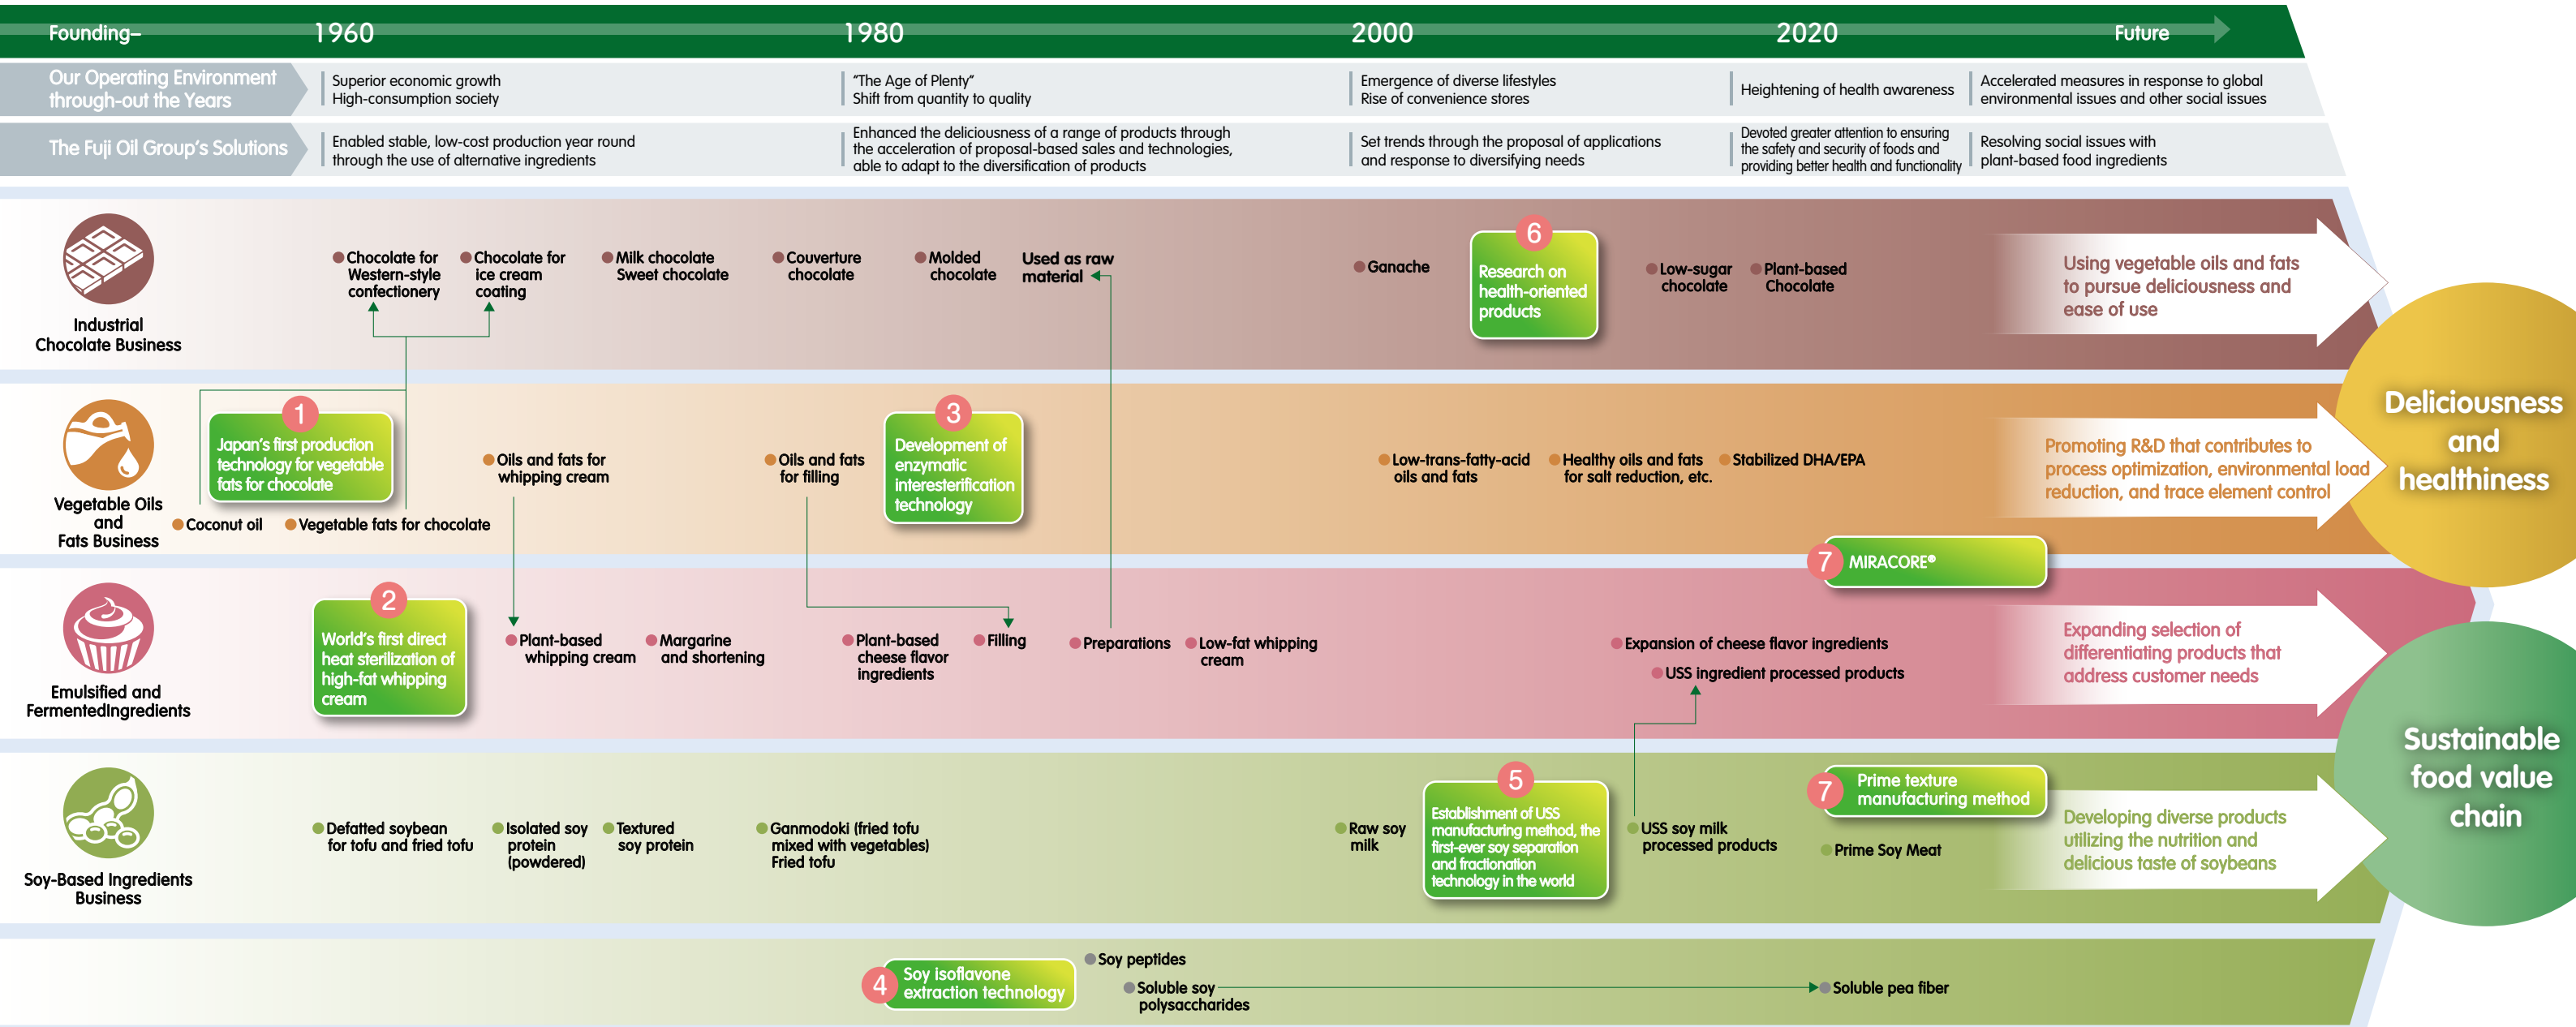 Founding–
1960
1980
2000
2020
Future
Our Operating Environment
through-out the Years
Superior economic growth
High-consumption society
"The Age of Plenty"
Shift from quantity to quality
Emergence of diverse lifestyles
Rise of convenience stores
Heightening of health awareness
Accelerated measures in response to global
environmental issues and other social issues
The Fuji Oil Group's Solutions
Enabled stable, low-cost production year round
through the use of alternative ingredients
Enhanced the deliciousness of a range of products through
the acceleration of proposal-based sales and technologies,
able to adapt to the diversification of products
Set trends through the proposal of applications
and response to diversifying needs
Devoted greater attention to ensuring
the safety and security of foods and
providing better health and functionality
Resolving social issues with
plant-based food ingredients
Industrial
Chocolate Business
Chocolate for
Western-style
confectionery
Chocolate for
ice cream
coating
Milk chocolate
Sweet chocolate
Couverture
chocolate
Molded
chocolate
Used as raw
material
Ganache
6
Research on
health-oriented
products
Low-sugar
chocolate
Plant-based
Chocolate
Using vegetable oils and fats
to pursue deliciousness and
ease of use
Vegetable Oils
and
Fats Business
1
Japan's first production
technology for vegetable
fats for chocolate
Coconut oil
Vegetable fats for chocolate
Oils and fats for
whipping cream
Oils and fats
for filling
3
Development of
enzymatic
interesterification
technology
Low-trans-fatty-acid
oils and fats
Healthy oils and fats
for salt reduction, etc.
Stabilized DHA/EPA
Promoting R&D that contributes to
process optimization, environmental load
reduction, and trace element control
7
MIRACORE®
Deliciousness
and
healthiness
Emulsified and
FermentedIngredients
2
World's first direct
heat sterilization of
high-fat whipping
cream
Plant-based
whipping cream
Margarine
and shortening
Plant-based
cheese flavor
ingredients
Filling
Preparations
Low-fat whipping
cream
Expansion of cheese flavor ingredients
USS ingredient processed products
Expanding selection of
differentiating products that
address customer needs
Soy-Based Ingredients
Business
Defatted soybean
for tofu and fried tofu
Isolated soy
protein
(powdered)
Textured
soy protein
Ganmodoki (fried tofu
mixed with vegetables)
Fried tofu
Raw soy
milk
5
Establishment of USS
manufacturing method, the
first-ever soy separation
and fractionation
technology in the world
USS soy milk
processed products
7
Prime texture
manufacturing method
Prime Soy Meat
Developing diverse products
utilizing the nutrition and
delicious taste of soybeans
Sustainable
food value
chain
4
Soy isoflavone
extraction technology
Soy peptides
Soluble soy
polysaccharides
Soluble pea fiber